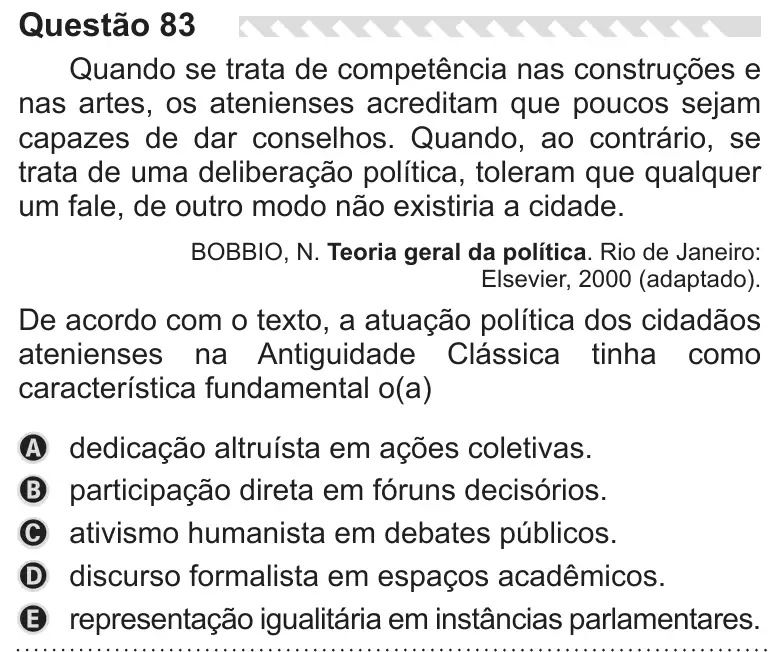 Questão 83
Quando se trata de competência nas construções e
nas artes, os atenienses acreditam que poucos sejam
capazes de dar conselhos. Quando, ao contrário, se
trata de uma deliberação política, toleram que qualquer
um fale, de outro modo não existiria a cidade.
BOBBIO, N. Teoria geral da política. Rio de Janeiro:
Elsevier, 2000 (adaptado).
De acordo com o texto, a atuação política dos cidadãos
atenienses na Antiguidade Clássica tinha como
característica fundamental o(a)
A dedicação altruísta em ações coletivas.
B participação direta em fóruns decisórios.
C ativismo humanista em debates públicos.
D discurso formalista em espaços acadêmicos.
E representação igualitária em instâncias parlamentares.